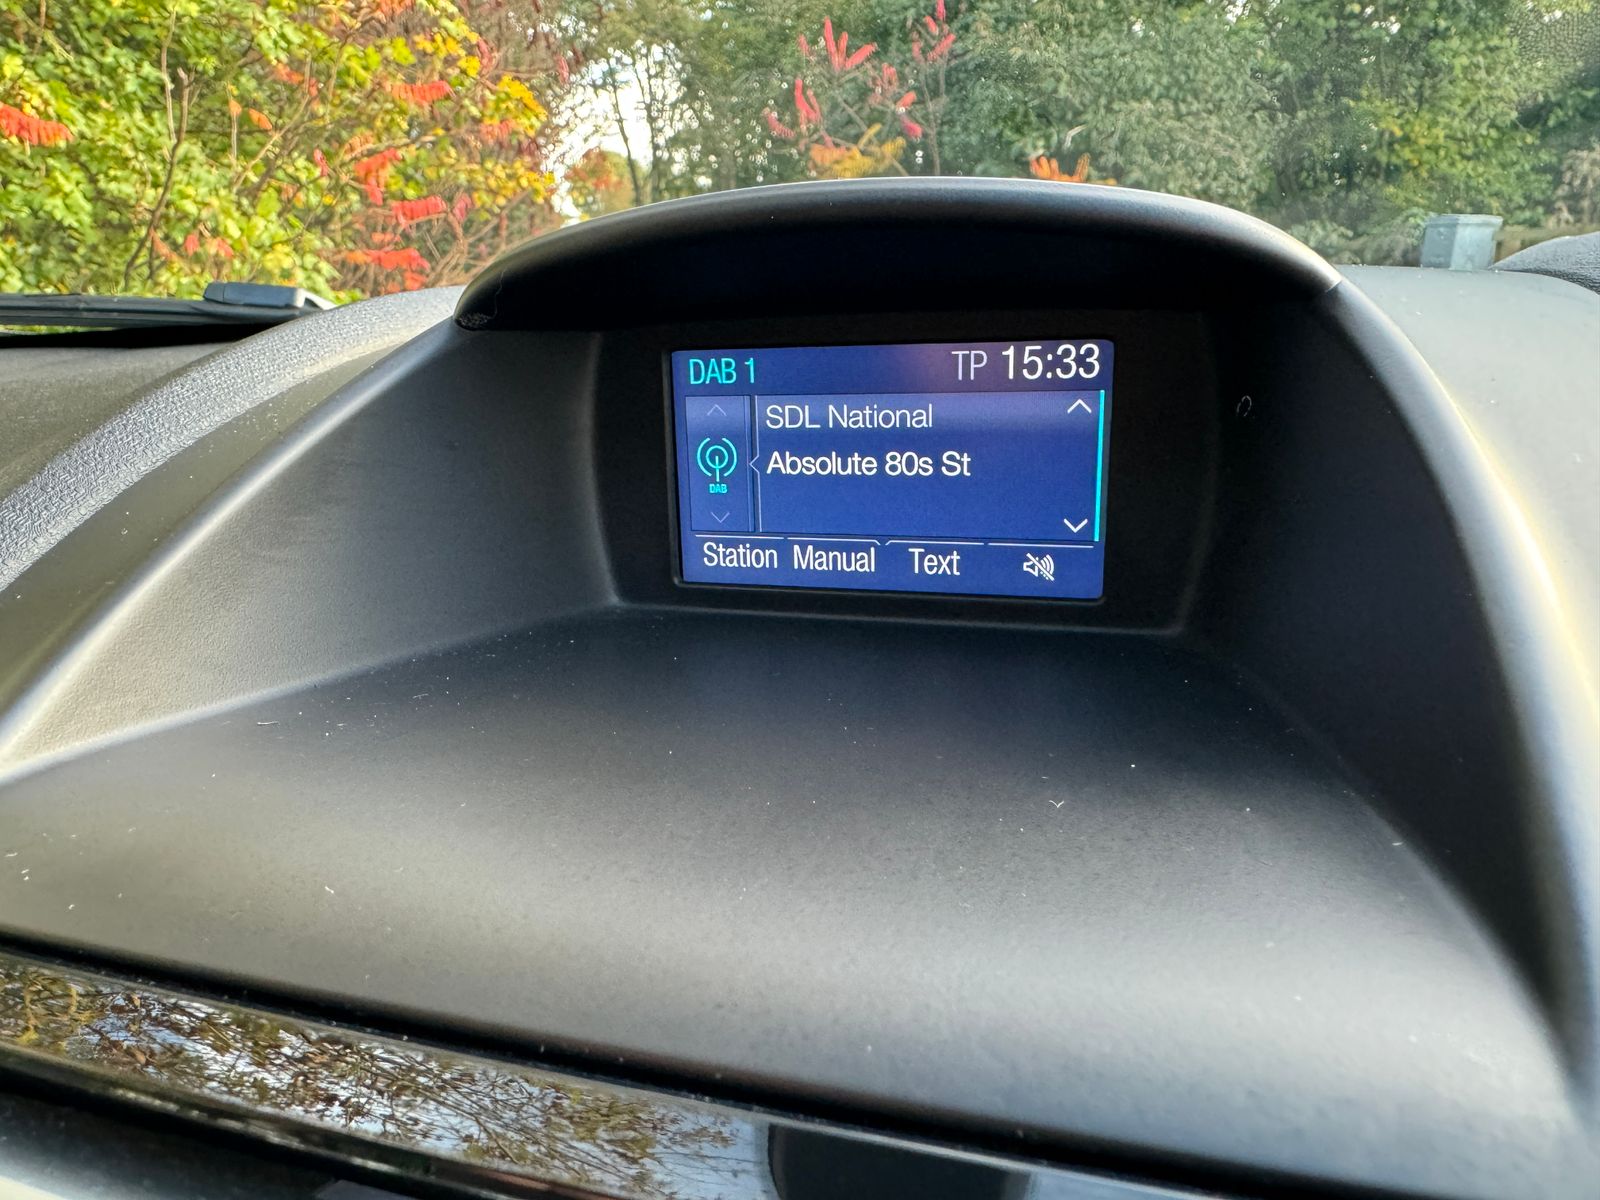 DAB 1 TP 15:33
SDL National
Absolute 80s St
DAB
Station Manual Text